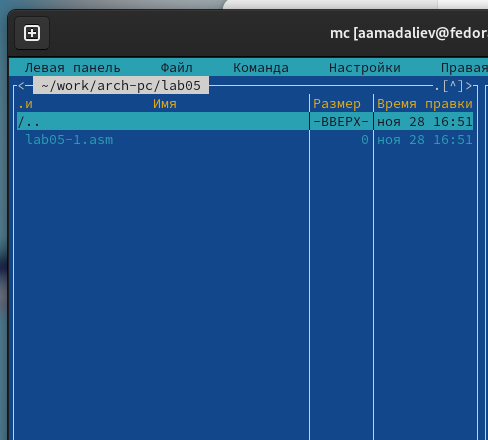 mc [aamadaliev@fedor
Левая панель Файл Команда Настройки Правая
<- ~/work/arch-pc/lab05 .[^]>
.и Имя Размер Время правки
/.. -ВВЕРХ- ноя 28 16:51
lab05-1.asm 0 ноя 28 16:51